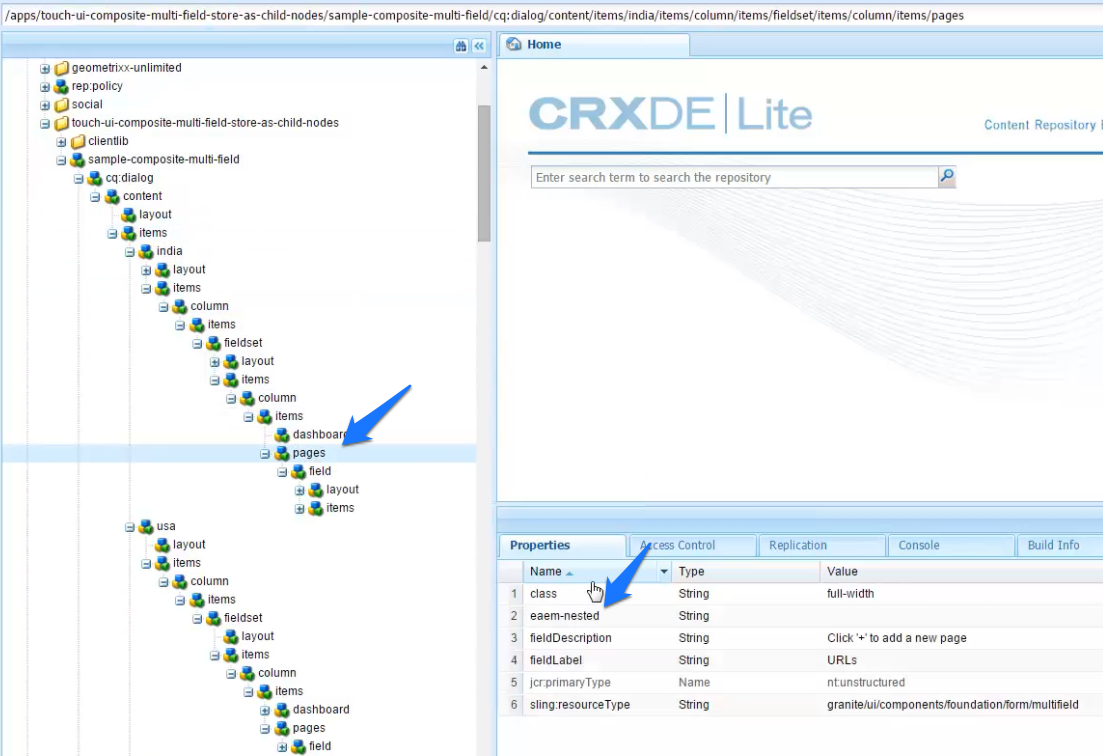 /apps/touch-ui-composite-multi-field-store-as-child-nodes/sample-composite-multi-field/cq:dialog/content/items/india/items/column/items/fieldset/items/column/items/pages
geometrixx-unlimited
rep:policy
social
touch-ui-composite-multi-field-store-as-child-nodes
clientlib
sample-composite-multi-field
cq:dialog
content
layout
items
india
layout
items
column
items
fieldset
layout
items
column
items
dashboard
pages
field
layout
items
usa
layout
items
column
items
fieldset
layout
items
column
items
dashboard
pages
field
Home
CRXDE Lite
Content Repository
Enter search term to search the repository
Properties Access Control Replication Console Build Info
Name Type Value
1 class String full-width
2 eaem-nested String
3 fieldDescription String Click '+' to add a new page
4 fieldLabel String URLs
5 jcr:primaryType Name nt:unstructured
6 sling:resourceType String granite/ui/components/foundation/form/multifield